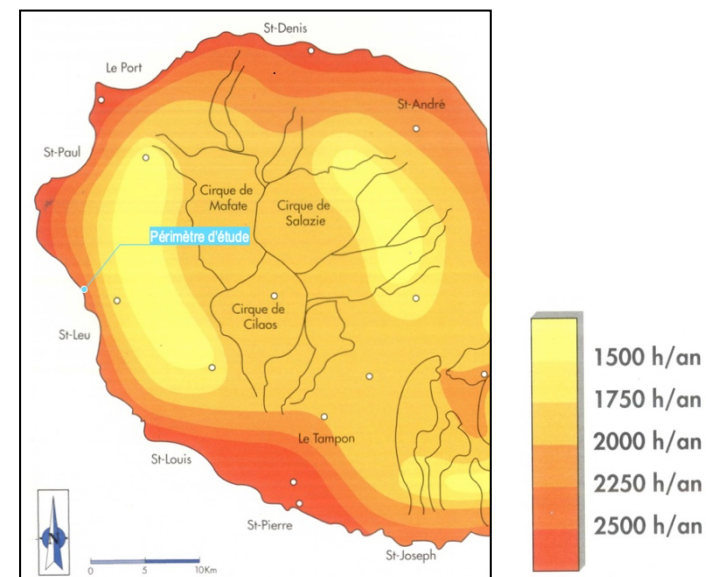 St-Denis
Le Port
St-André
St-Paul
Cirque de
Mafate
Cirque de
Salazie
Périmètre d'étude
Cirque de
Cilaos
St-Leu
Le Tampon
St-Louis
St-Pierre
St-Joseph
N
0 5 10Km
1500 h/an
1750 h/an
2000 h/an
2250 h/an
2500 h/an